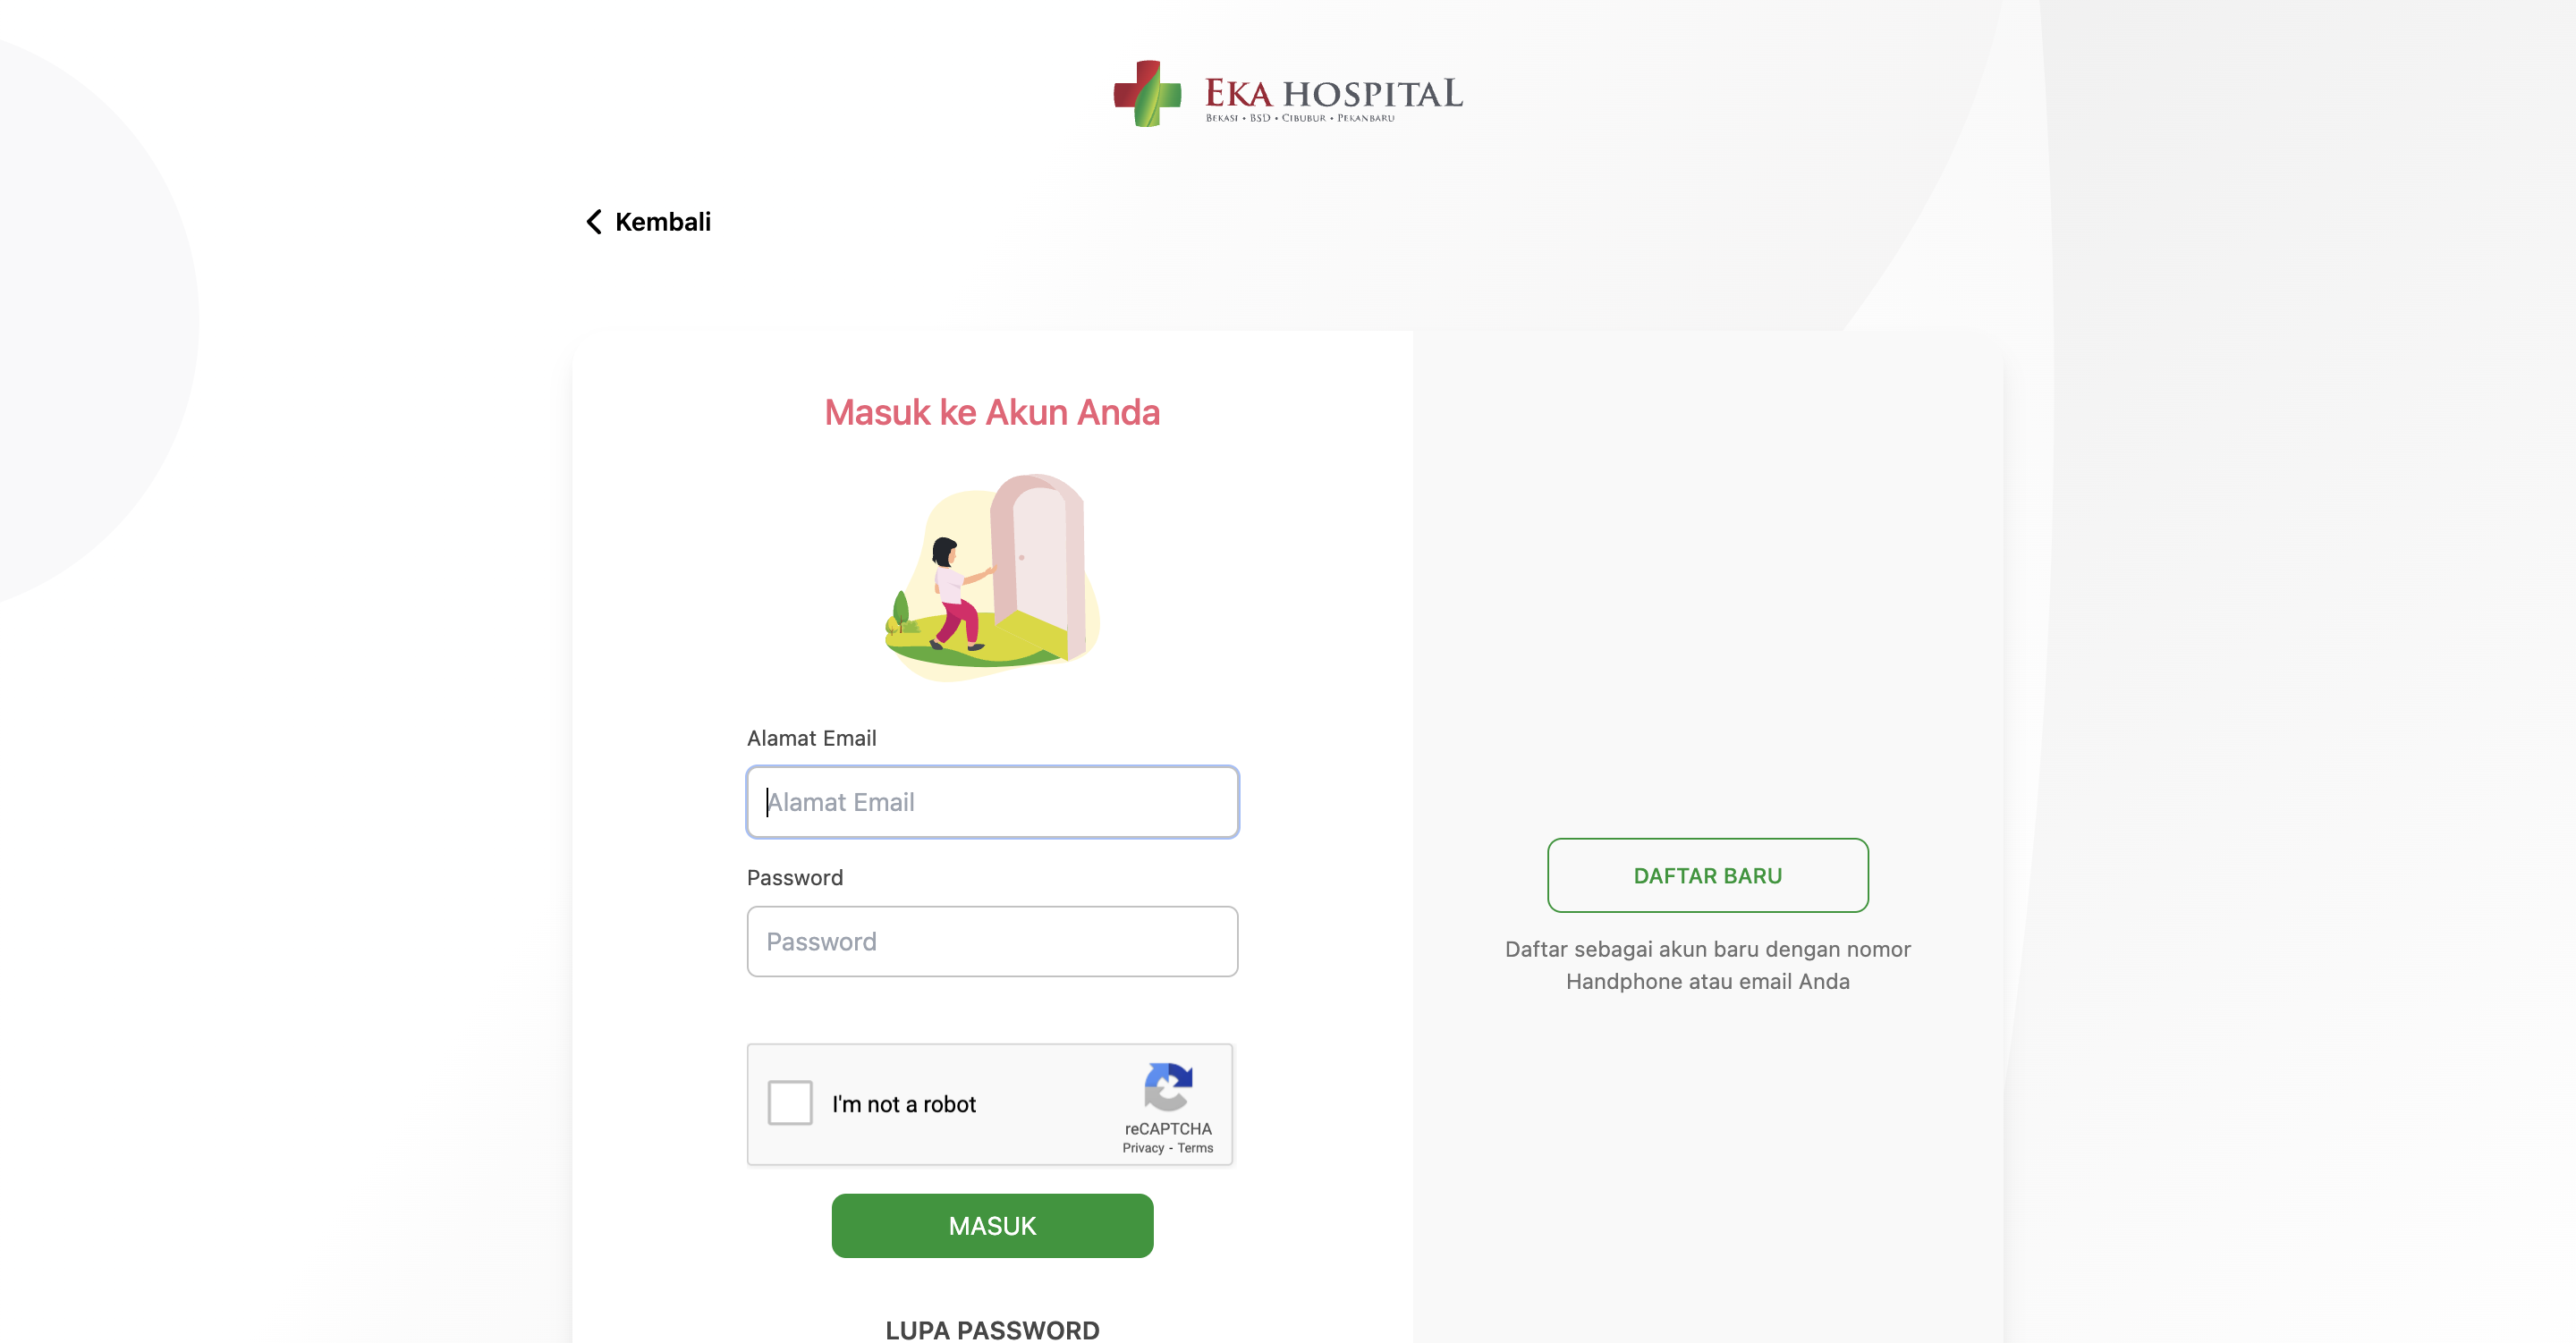 EKA HOSPITAL
BEKASI • BSD • CIBUBUR • PEKANBARU
Kembali
Masuk ke Akun Anda
Alamat Email
Alamat Email
Password
Password
I'm not a robot
reCAPTCHA
Privacy - Terms
MASUK
LUPA PASSWORD
DAFTAR BARU
Daftar sebagai akun baru dengan nomor
Handphone atau email Anda